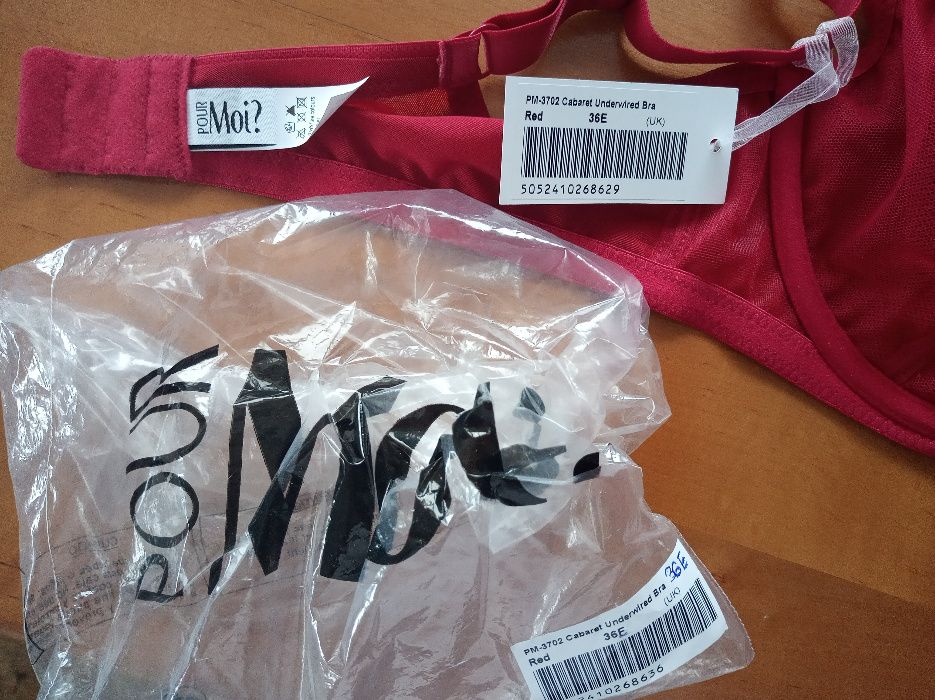 POUR
Moi?
PM-3702 Cabaret Underwired Bra
Red 36E (UK)
5052410268629
POUR
Moi?
PM-3702 Cabaret Underwired Bra 36E
Red 36E (UK)
2410268636